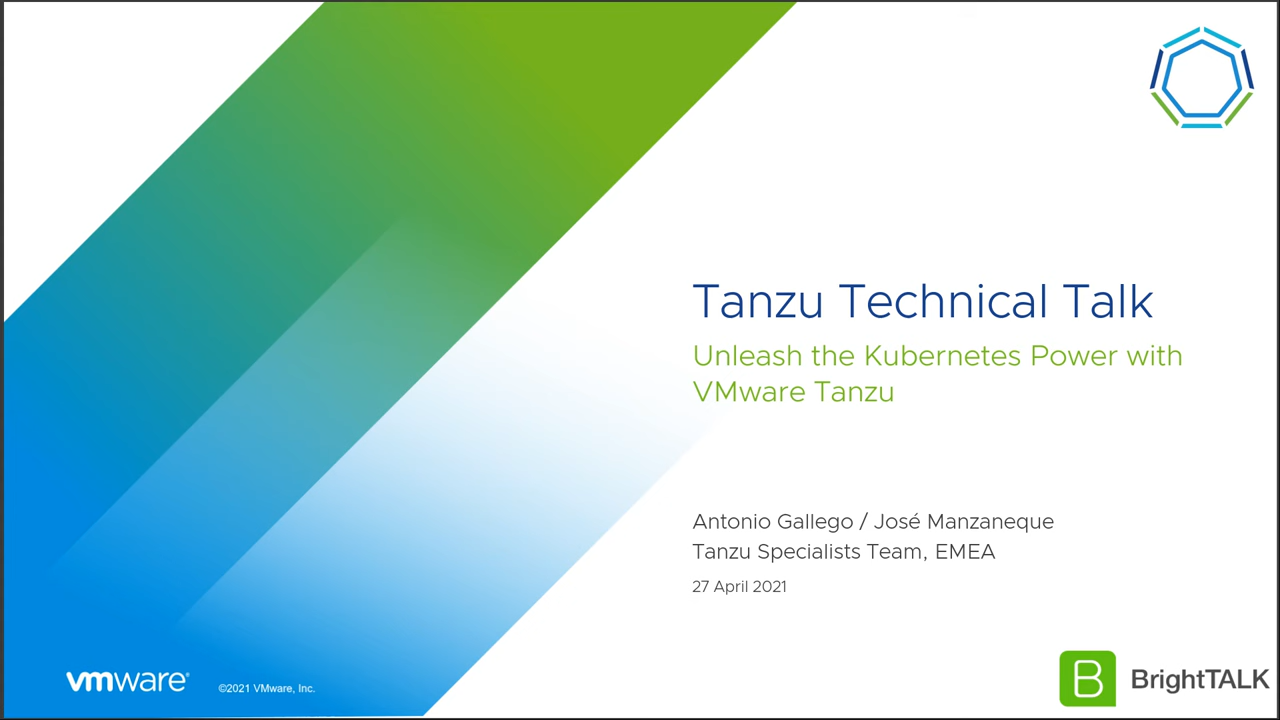 Tanzu Technical Talk
Unleash the Kubernetes Power with
VMware Tanzu
Antonio Gallego / José Manzaneque
Tanzu Specialists Team, EMEA
27 April 2021
vmware®
©2021 VMware, Inc.
B BrightTALK